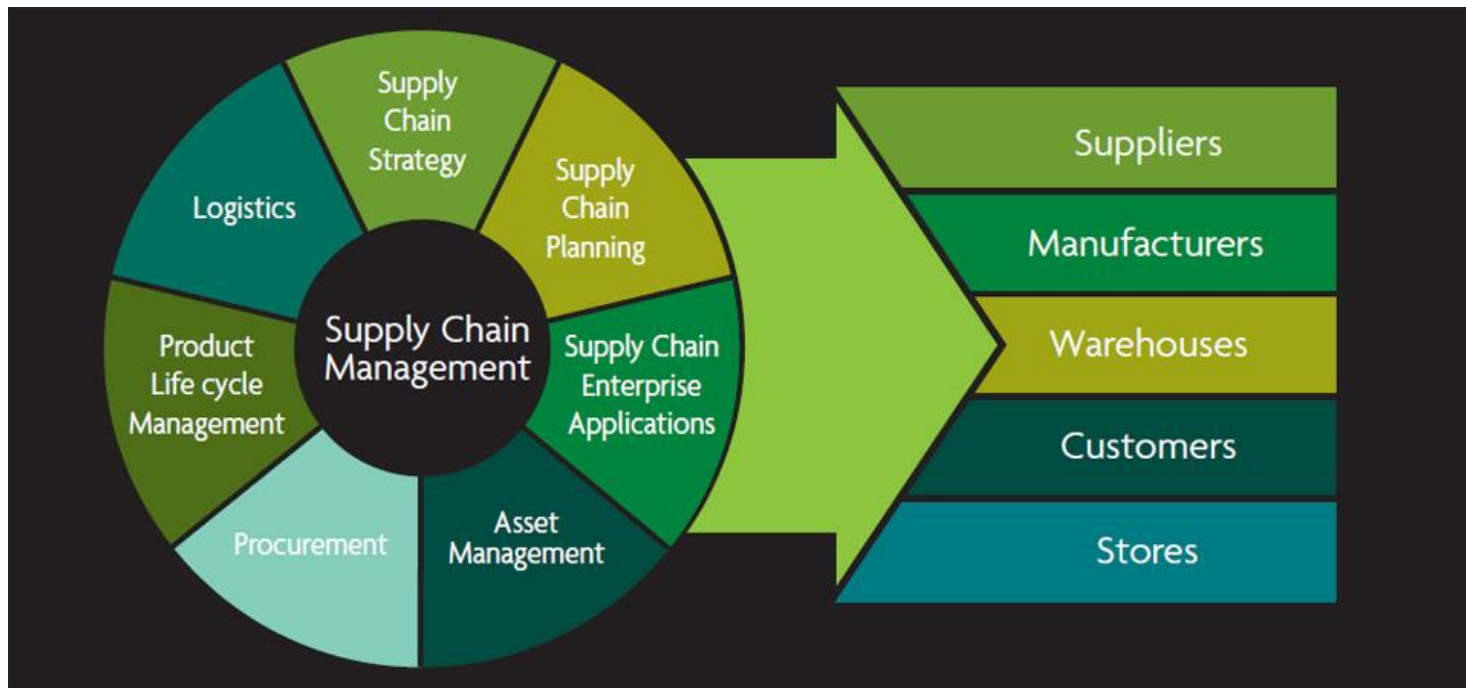 Supply
Chain
Strategy
Supply
Chain
Planning
Supply Chain
Enterprise
Applications
Asset
Management
Procurement
Product
Life cycle
Management
Logistics
Supply Chain
Management
Suppliers
Manufacturers
Warehouses
Customers
Stores